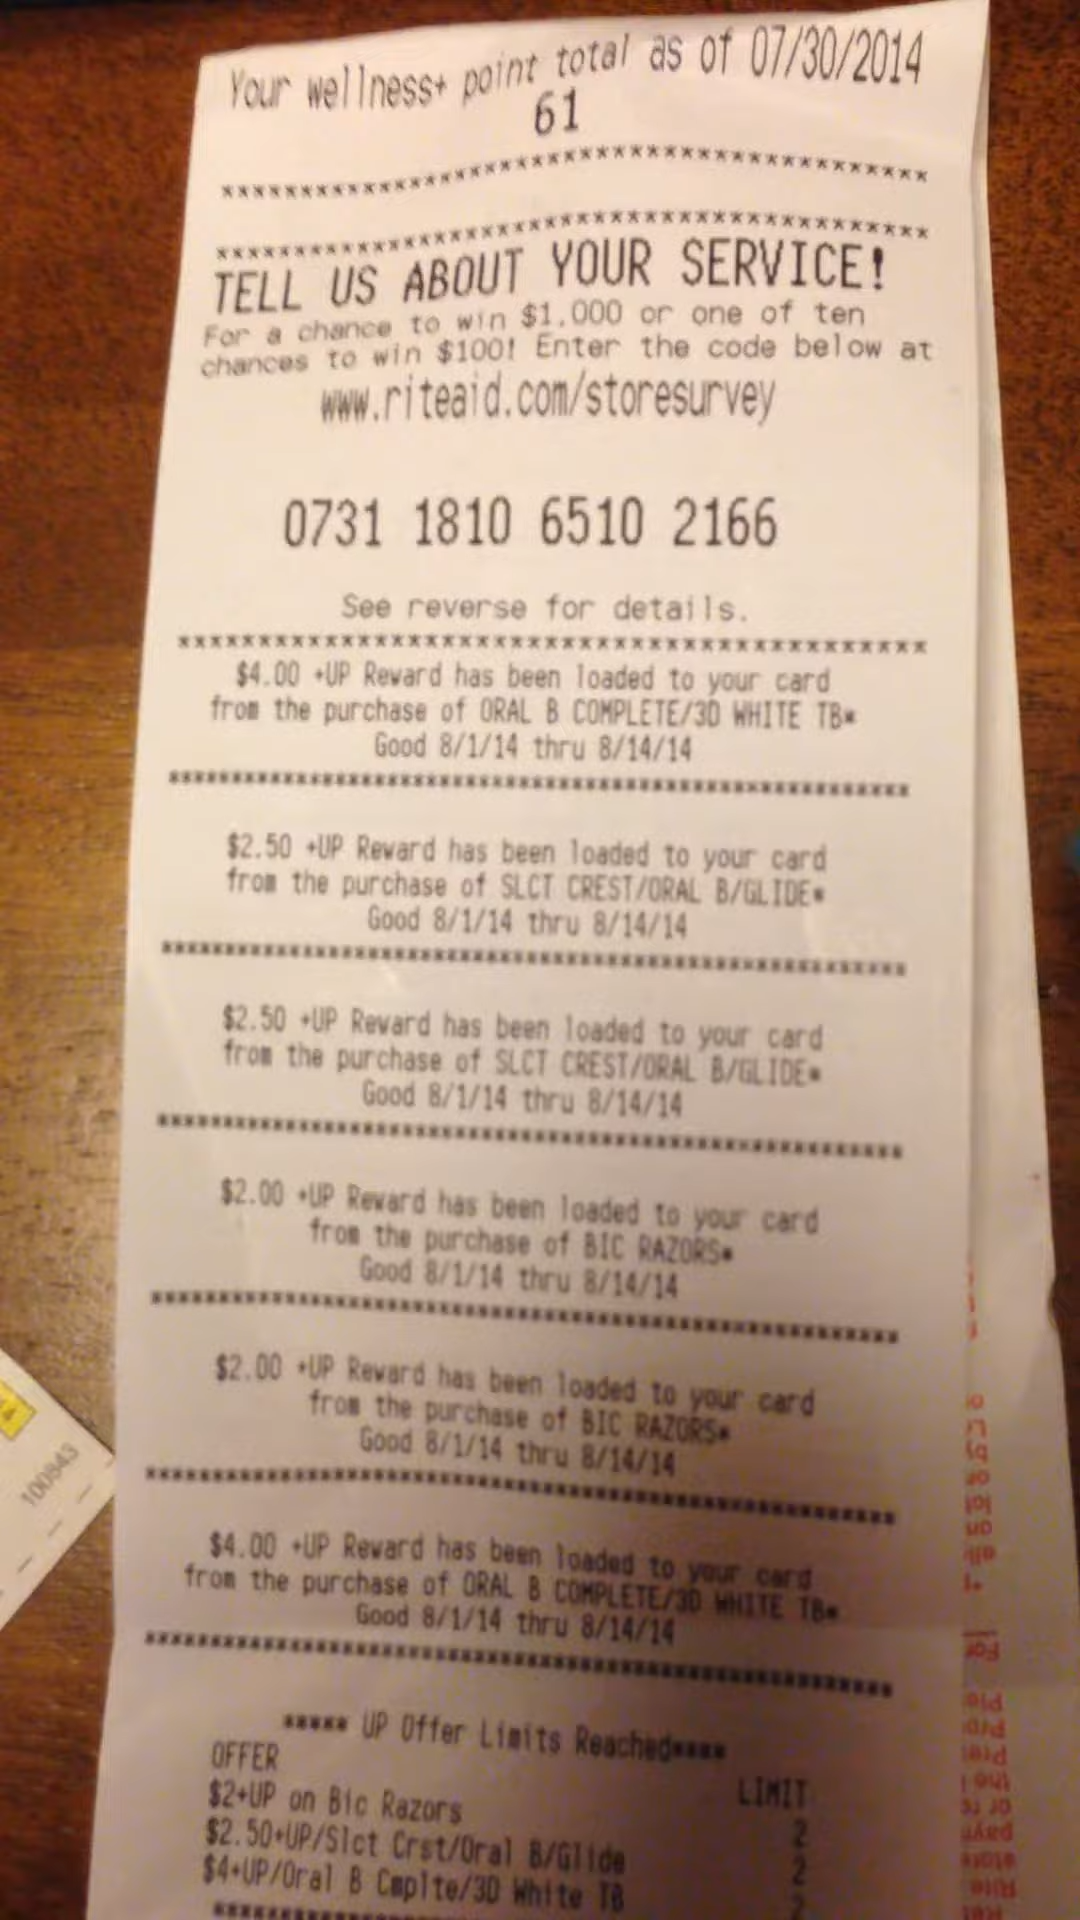 Your wellness+ point total as of 07/30/2014
61
****************************************
****************************************
TELL US ABOUT YOUR SERVICE!
For a chance to win $1,000 or one of ten
chances to win $100! Enter the code below at
www.riteaid.com/storesurvey
0731 1810 6510 2166
See reverse for details.
****************************************
$4.00 +UP Reward has been loaded to your card
from the purchase of ORAL B COMPLETE/3D WHITE TB*
Good 8/1/14 thru 8/14/14
****************************************
$2.50 +UP Reward has been loaded to your card
from the purchase of SLCT CREST/ORAL B/GLIDE*
Good 8/1/14 thru 8/14/14
****************************************
$2.50 +UP Reward has been loaded to your card
from the purchase of SLCT CREST/ORAL B/GLIDE*
Good 8/1/14 thru 8/14/14
****************************************
$2.00 +UP Reward has been loaded to your card
from the purchase of BIC RAZORS*
Good 8/1/14 thru 8/14/14
****************************************
$2.00 +UP Reward has been loaded to your card
from the purchase of BIC RAZORS*
Good 8/1/14 thru 8/14/14
****************************************
$4.00 +UP Reward has been loaded to your card
from the purchase of ORAL B COMPLETE/3D WHITE TB*
Good 8/1/14 thru 8/14/14
****************************************
***** UP Offer Limits Reached****
OFFER LIMIT
$2+UP on Bic Razors 2
$2.50+UP/Slct Crst/Oral B/Glide 2
$4+UP/Oral B Cmplte/3D White TB 2
100843